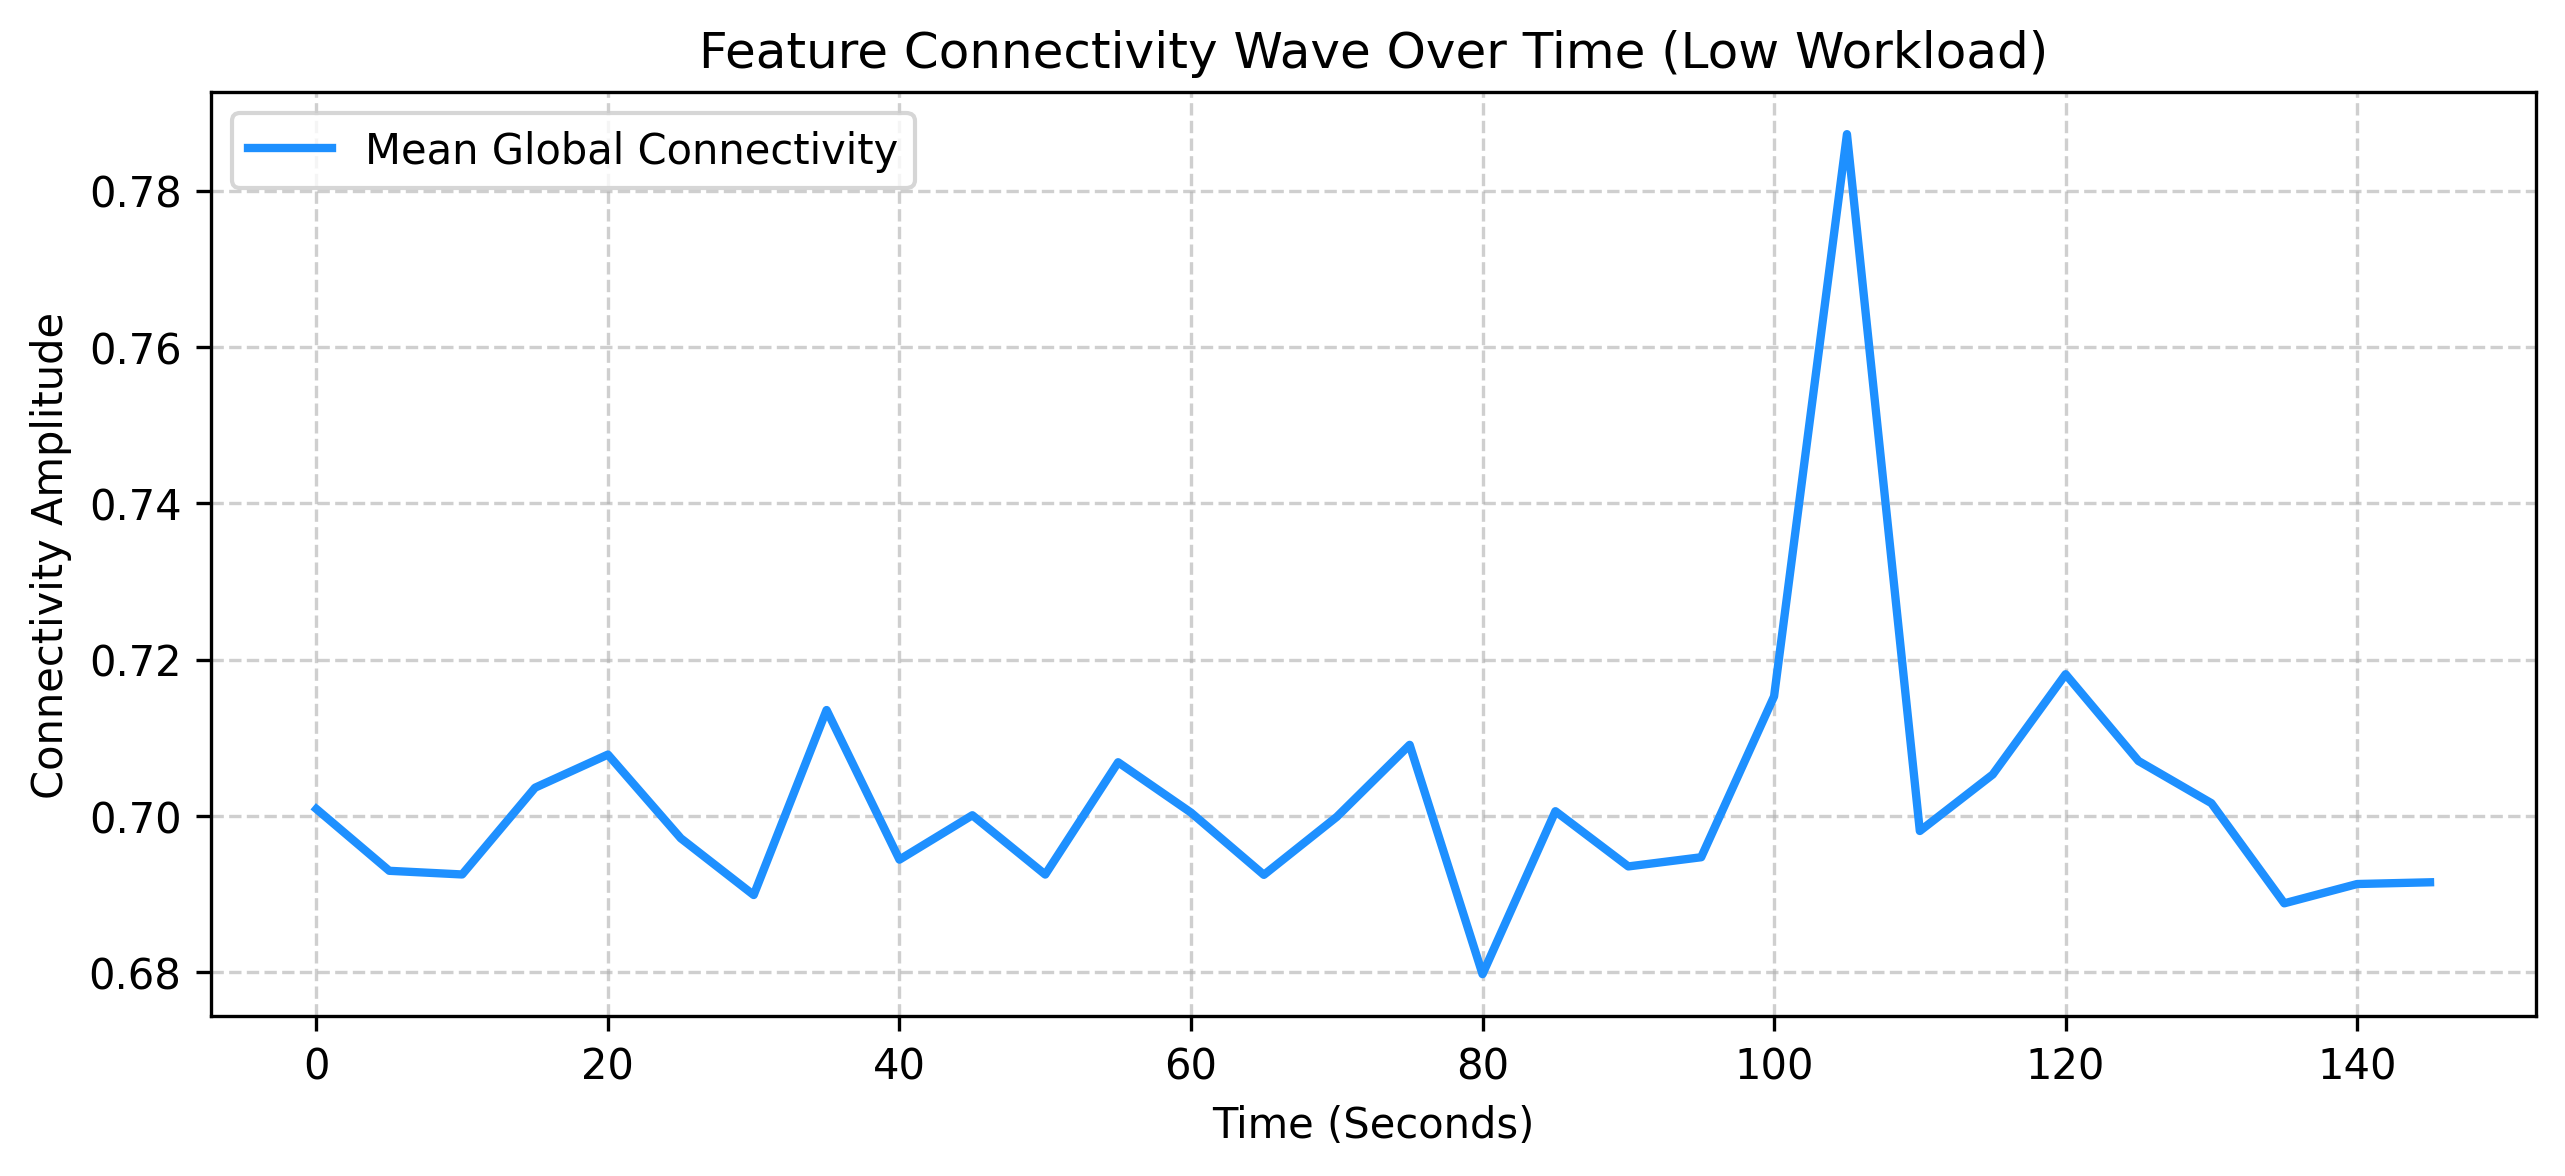 Feature Connectivity Wave Over Time (Low Workload)
Mean Global Connectivity
Connectivity Amplitude
0.78
0.76
0.74
0.72
0.70
0.68
0 20 40 60 80 100 120 140
Time (Seconds)